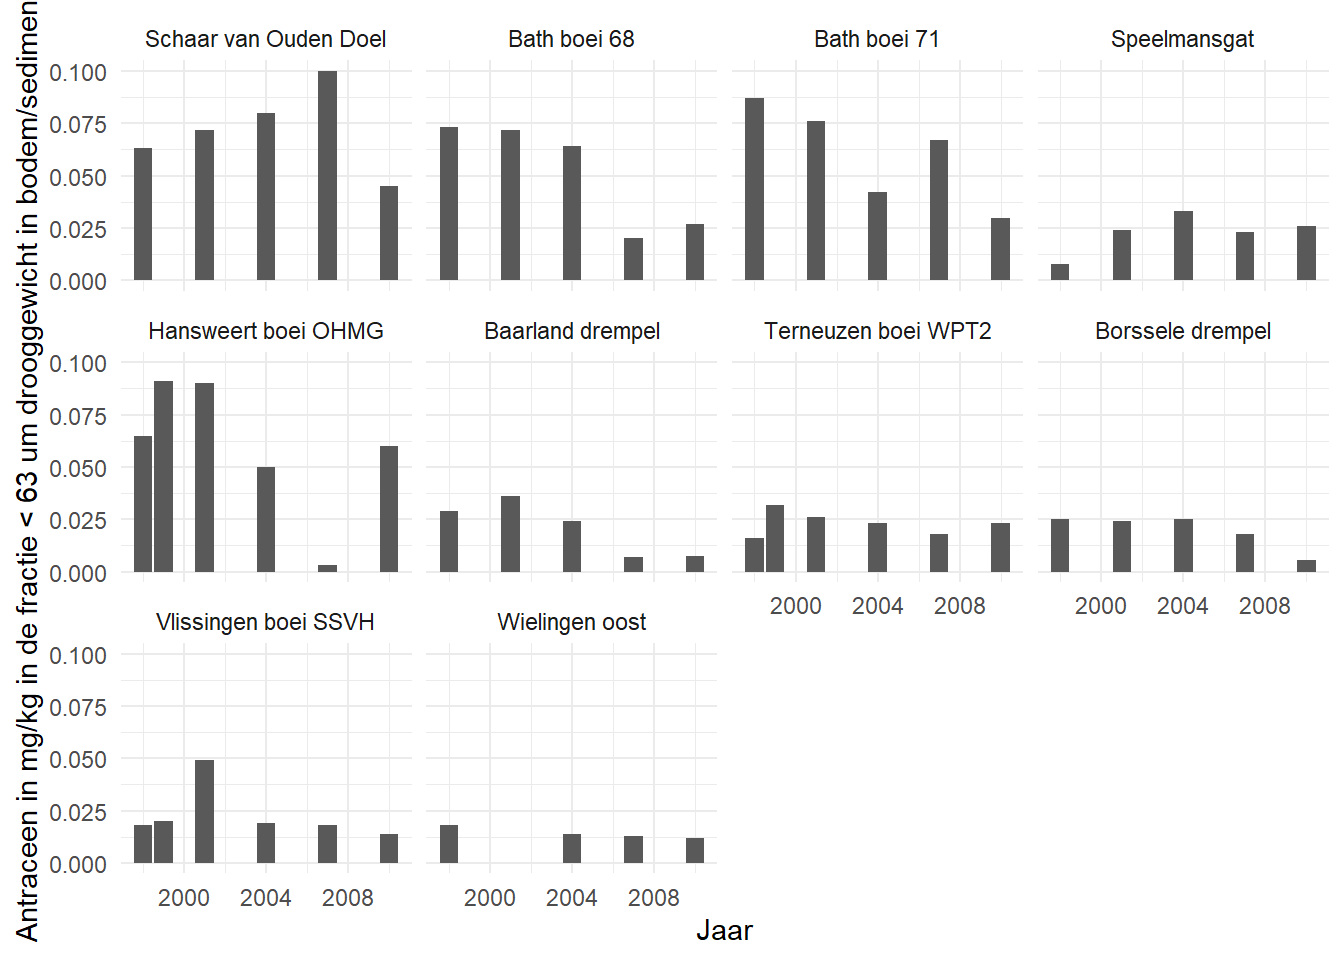 Antraceen in mg/kg in de fractie < 63 um drooggewicht in bodem/sedimen
Schaar van Ouden Doel
Bath boei 68
Bath boei 71
Speelmansgat
0.100
0.075
0.050
0.025
0.000
Hansweert boei OHMG
Baarland drempel
Terneuzen boei WPT2
Borssele drempel
0.100
0.075
0.050
0.025
0.000
2000 2004 2008
2000 2004 2008
Vlissingen boei SSVH
Wielingen oost
0.100
0.075
0.050
0.025
0.000
2000 2004 2008
2000 2004 2008
Jaar